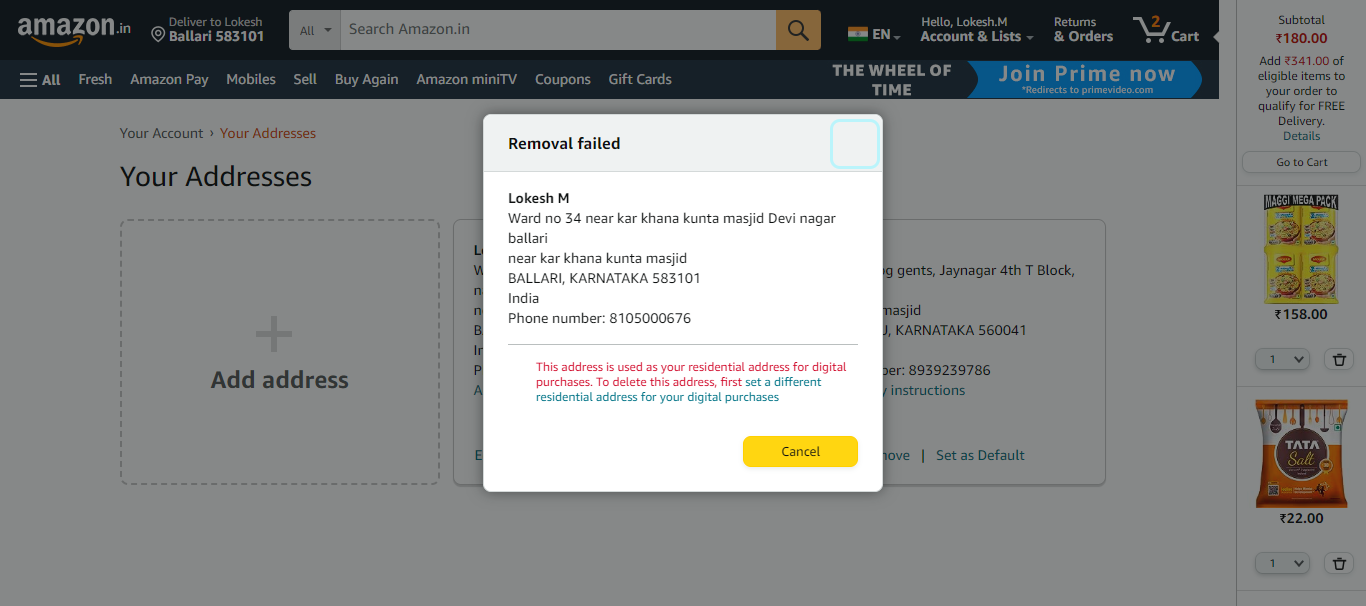 amazon.in
Deliver to Lokesh
Ballari 583101
All
Search Amazon.in
EN
Hello, Lokesh.M
Account & Lists
Returns
& Orders
2
Cart
All
Fresh
Amazon Pay
Mobiles
Sell
Buy Again
Amazon miniTV
Coupons
Gift Cards
THE WHEEL OF
TIME
Join Prime now
*Redirects to primevideo.com
Your Account › Your Addresses
Your Addresses
Add address
Removal failed
Lokesh M
Ward no 34 near kar khana kunta masjid Devi nagar
ballari
near kar khana kunta masjid
BALLARI, KARNATAKA 583101
India
Phone number: 8105000676
This address is used as your residential address for digital
purchases. To delete this address, first set a different
residential address for your digital purchases
Cancel
gents, Jaynagar 4th T Block,
masjid
KARNATAKA 560041
8939239786
instructions
Set as Default
Subtotal
₹180.00
Add ₹341.00 of
eligible items to
your order to
qualify for FREE
Delivery.
Details
Go to Cart
MAGGI MEGA PACK
₹158.00
1
TATA
Salt
₹22.00
1